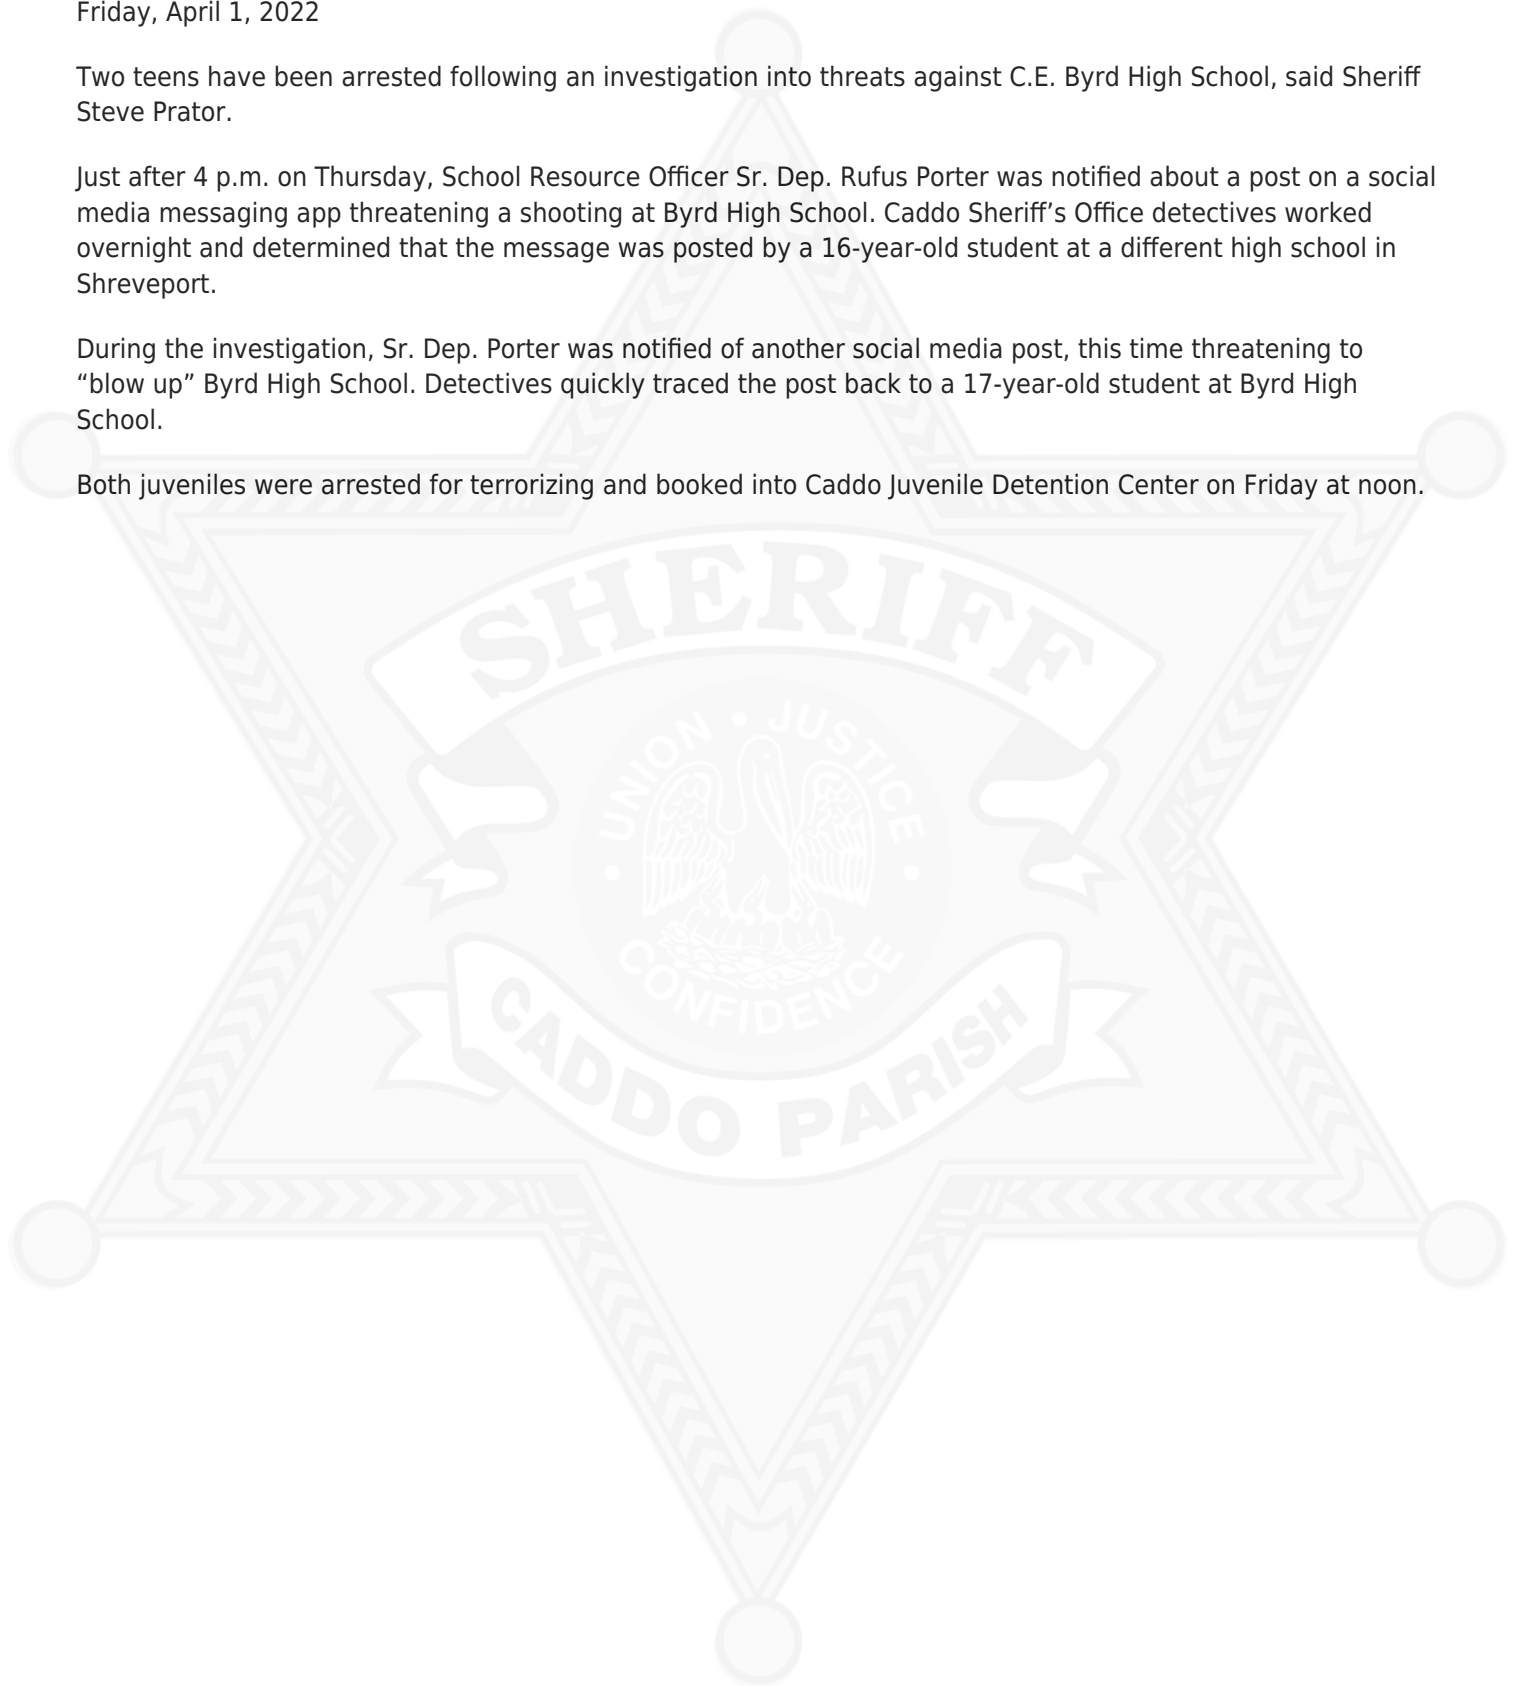 Friday, April 1, 2022
Two teens have been arrested following an investigation into threats against C.E. Byrd High School, said Sheriff
Steve Prator.
Just after 4 p.m. on Thursday, School Resource Officer Sr. Dep. Rufus Porter was notified about a post on a social
media messaging app threatening a shooting at Byrd High School. Caddo Sheriff’s Office detectives worked
overnight and determined that the message was posted by a 16-year-old student at a different high school in
Shreveport.
During the investigation, Sr. Dep. Porter was notified of another social media post, this time threatening to
“blow up” Byrd High School. Detectives quickly traced the post back to a 17-year-old student at Byrd High
School.
Both juveniles were arrested for terrorizing and booked into Caddo Juvenile Detention Center on Friday at noon.
SHERIFF
UNION • JUSTICE
• CONFIDENCE •
CADDO PARISH